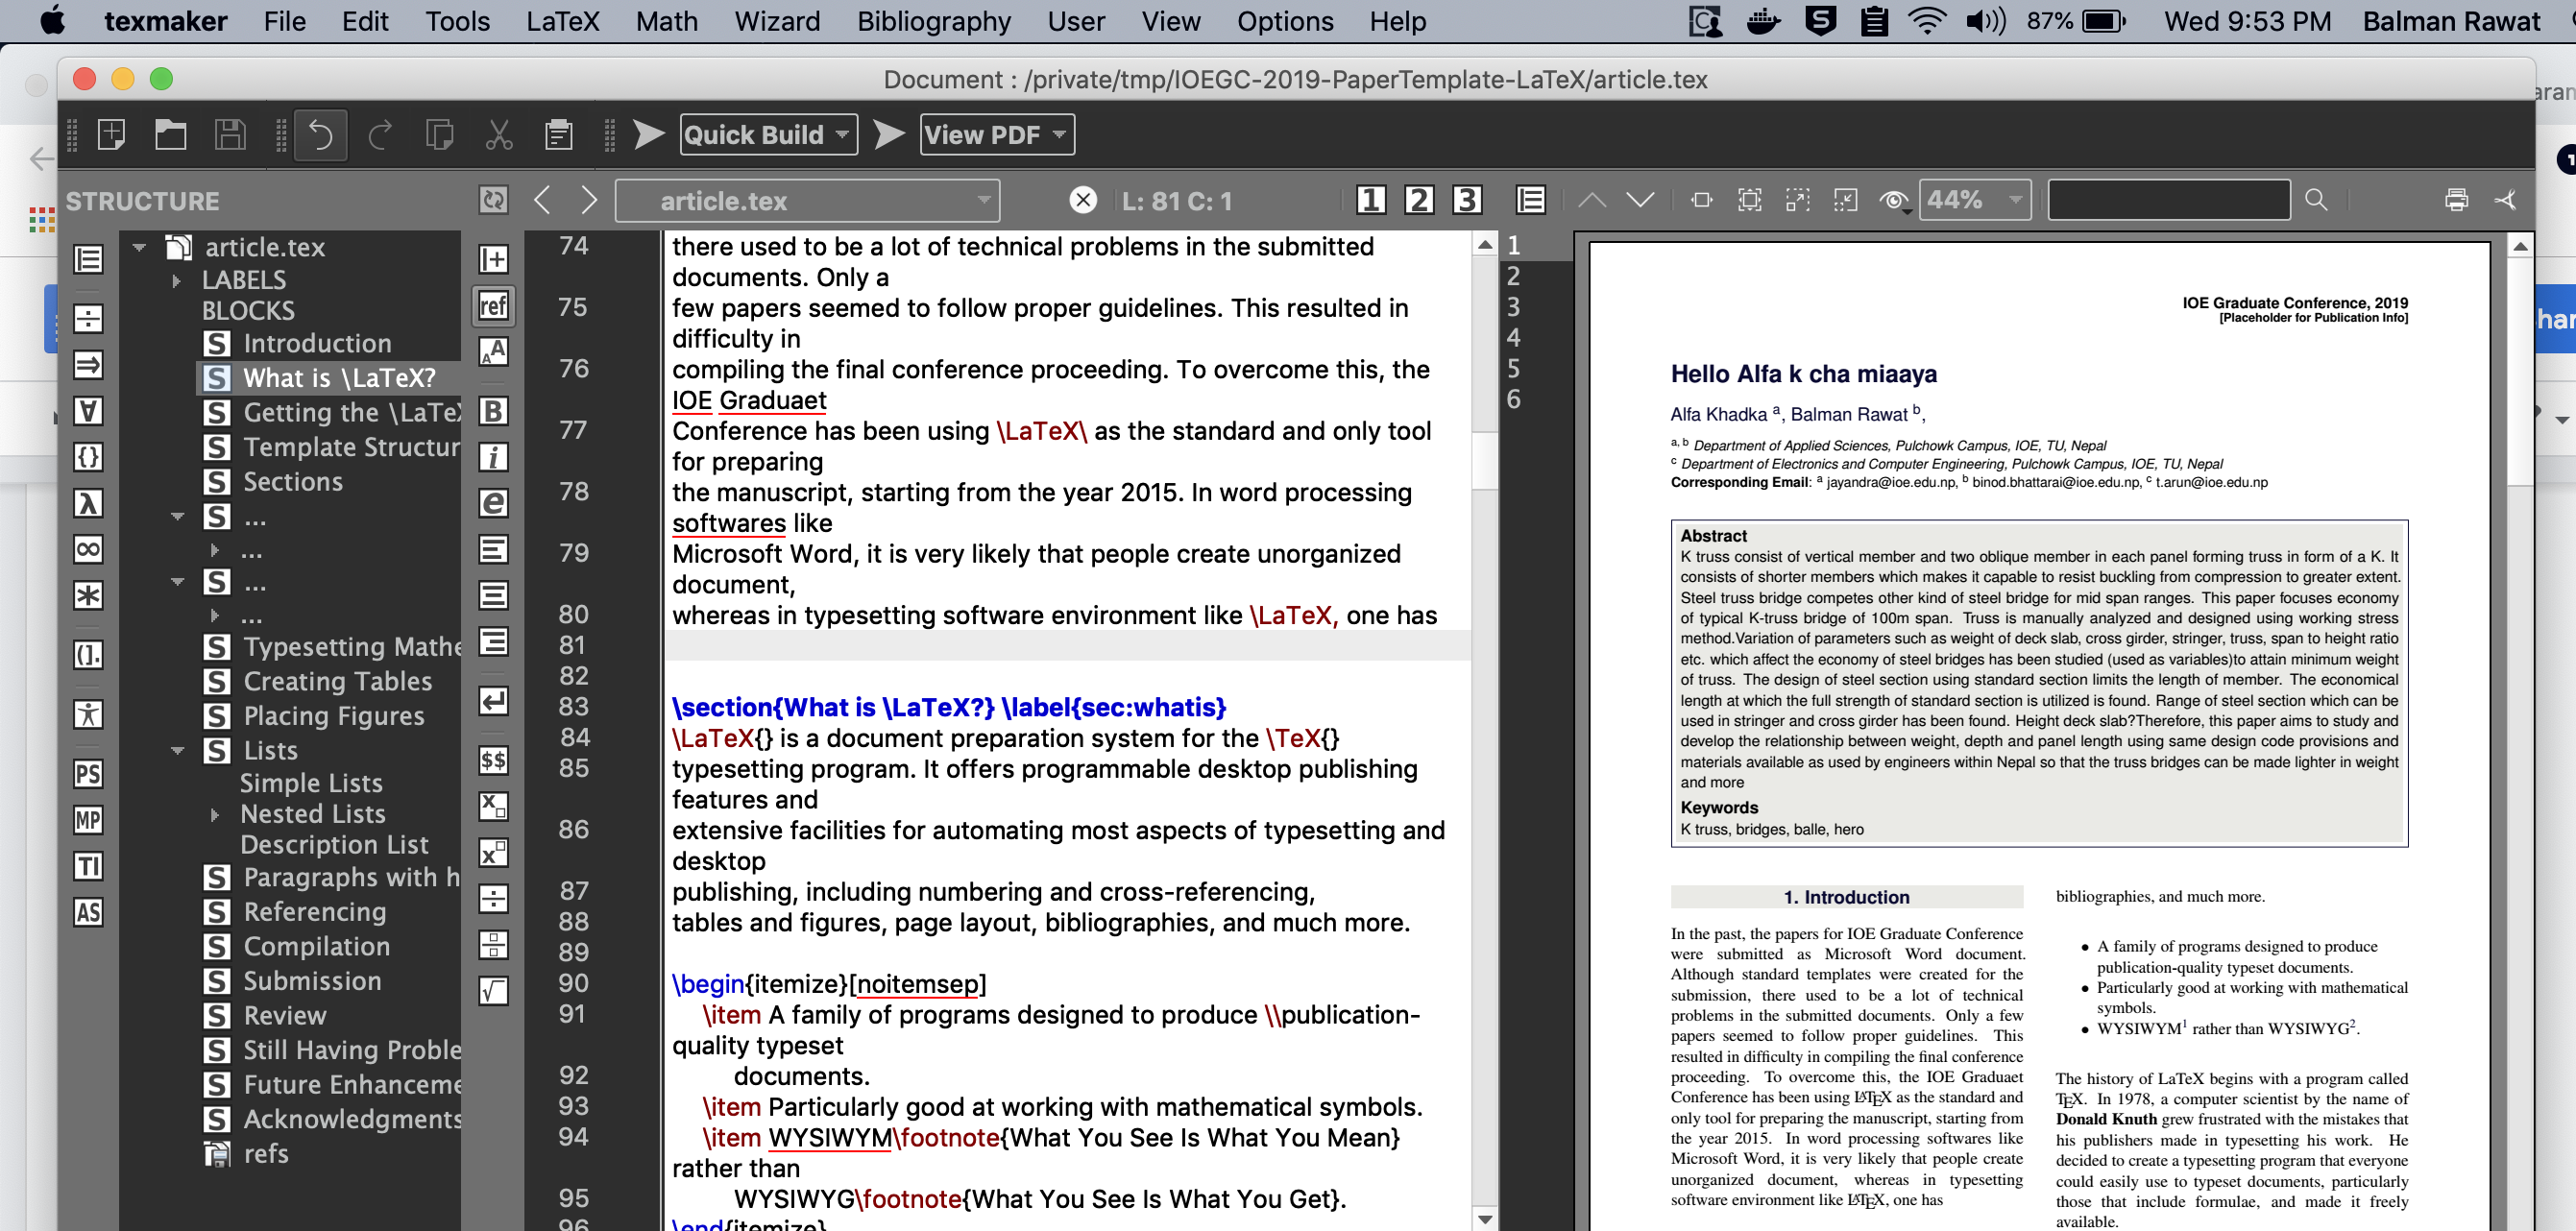 texmaker File Edit Tools LaTeX Math Wizard Bibliography User View Options Help 87% Wed 9:53 PM Balman Rawat
Document : /private/tmp/IOEGC-2019-PaperTemplate-LaTeX/article.tex
Quick Build View PDF
STRUCTURE
article.tex
L: 81 C: 1
1 2 3
44%
article.tex
LABELS
BLOCKS
S Introduction
S What is \LaTeX?
S Getting the \LaTeX
S Template Structur
S Sections
S ...
...
S ...
...
S Typesetting Mathe
S Creating Tables
S Placing Figures
S Lists
Simple Lists
Nested Lists
Description List
S Paragraphs with h
S Referencing
S Compilation
S Submission
S Review
S Still Having Proble
S Future Enhanceme
S Acknowledgments
refs
PS
MP
TI
AS
ref
B
i
e
$$
74 there used to be a lot of technical problems in the submitted
documents. Only a
75 few papers seemed to follow proper guidelines. This resulted in
difficulty in
76 compiling the final conference proceeding. To overcome this, the
IOE Graduaet
77 Conference has been using \LaTeX\ as the standard and only tool
for preparing
78 the manuscript, starting from the year 2015. In word processing
softwares like
79 Microsoft Word, it is very likely that people create unorganized
document,
80 whereas in typesetting software environment like \LaTeX, one has
81
82
83 \section{What is \LaTeX?} \label{sec:whatis}
84 \LaTeX{} is a document preparation system for the \TeX{}
85 typesetting program. It offers programmable desktop publishing
features and
86 extensive facilities for automating most aspects of typesetting and
desktop
87 publishing, including numbering and cross-referencing,
88 tables and figures, page layout, bibliographies, and much more.
89
90 \begin{itemize}[noitemsep]
91 \item A family of programs designed to produce \\publication-
quality typeset
92 documents.
93 \item Particularly good at working with mathematical symbols.
94 \item WYSIWYM\footnote{What You See Is What You Mean}
rather than
95 WYSIWYG\footnote{What You See Is What You Get}.
96 \end{itemize}
1
2
3
4
5
6
IOE Graduate Conference, 2019
[Placeholder for Publication Info]
Hello Alfa k cha miaaya
Alfa Khadka a, Balman Rawat b,
a, b Department of Applied Sciences, Pulchowk Campus, IOE, TU, Nepal
c Department of Electronics and Computer Engineering, Pulchowk Campus, IOE, TU, Nepal
Corresponding Email: a jayandra@ioe.edu.np, b binod.bhattarai@ioe.edu.np, c t.arun@ioe.edu.np
Abstract
K truss consist of vertical member and two oblique member in each panel forming truss in form of a K. It
consists of shorter members which makes it capable to resist buckling from compression to greater extent.
Steel truss bridge competes other kind of steel bridge for mid span ranges. This paper focuses economy
of typical K-truss bridge of 100m span. Truss is manually analyzed and designed using working stress
method.Variation of parameters such as weight of deck slab, cross girder, stringer, truss, span to height ratio
etc. which affect the economy of steel bridges has been studied (used as variables)to attain minimum weight
of truss. The design of steel section using standard section limits the length of member. The economical
length at which the full strength of standard section is utilized is found. Range of steel section which can be
used in stringer and cross girder has been found. Height deck slab?Therefore, this paper aims to study and
develop the relationship between weight, depth and panel length using same design code provisions and
materials available as used by engineers within Nepal so that the truss bridges can be made lighter in weight
and more
Keywords
K truss, bridges, balle, hero
1. Introduction
In the past, the papers for IOE Graduate Conference
were submitted as Microsoft Word document.
Although standard templates were created for the
submission, there used to be a lot of technical
problems in the submitted documents. Only a few
papers seemed to follow proper guidelines. This
resulted in difficulty in compiling the final conference
proceeding. To overcome this, the IOE Graduaet
Conference has been using LATEX as the standard and
only tool for preparing the manuscript, starting from
the year 2015. In word processing softwares like
Microsoft Word, it is very likely that people create
unorganized document, whereas in typesetting
software environment like LATEX, one has
bibliographies, and much more.
• A family of programs designed to produce
publication-quality typeset documents.
• Particularly good at working with mathematical
symbols.
• WYSIWYM1 rather than WYSIWYG2.
The history of LaTeX begins with a program called
TEX. In 1978, a computer scientist by the name of
Donald Knuth grew frustrated with the mistakes that
his publishers made in typesetting his work. He
decided to create a typesetting program that everyone
could easily use to typeset documents, particularly
those that include formulae, and made it freely
available.